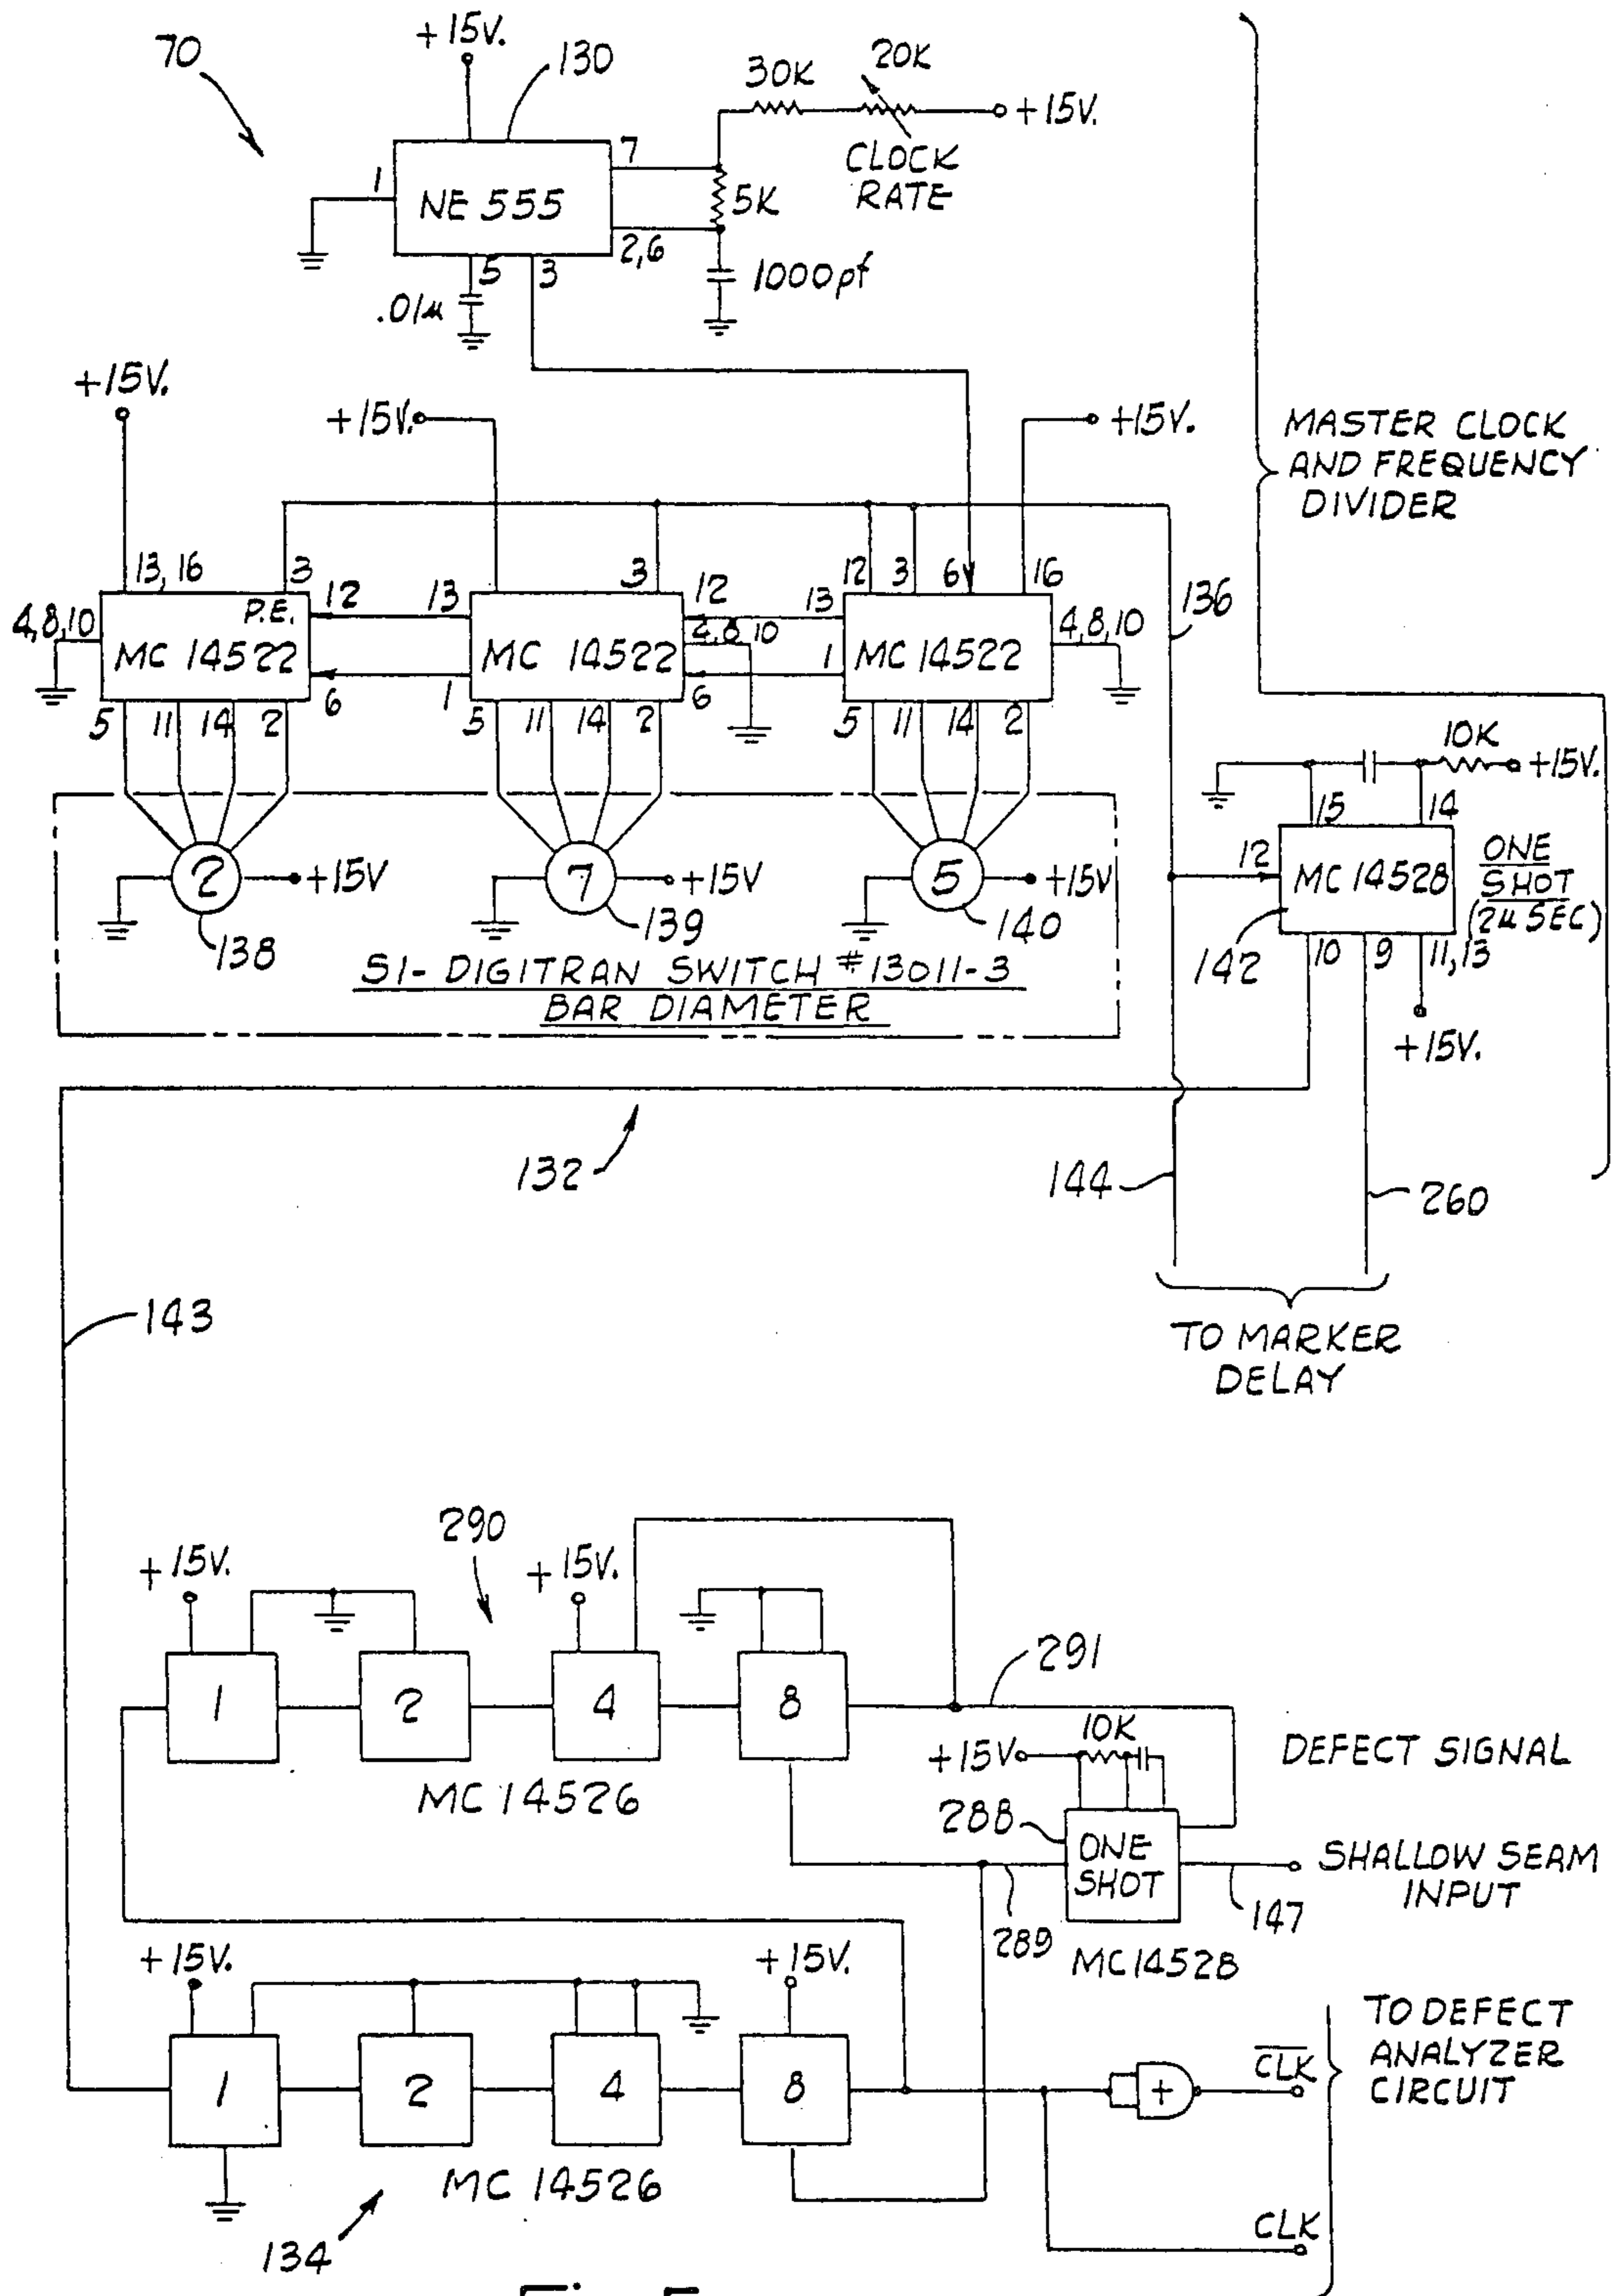 70
+15V.
130
30K
20K
+15V.
CLOCK
RATE
1
NE 555
7
5K
2,6
5
3
1000pf
.01µ
+15V.
+15V.
+15V.
MASTER CLOCK
AND FREQUENCY
DIVIDER
13, 16
3
P.E.
12
13
3
12
13
12
3
6
16
136
4,8,10
MC 14522
MC 14522
2,8 10
MC 14522
4,8,10
1
6
1
6
5
11
14
2
5
11
14
2
5
11
14
2
10K
+15V.
15
14
12
MC 14528
ONE
SHOT
(2µ SEC)
142
10
9
11,13
+15V.
2
+15V
7
+15V
5
+15V
138
139
140
S1- DIGITRAN SWITCH #13011-3
BAR DIAMETER
132
144
260
TO MARKER
DELAY
143
290
+15V.
+15V.
1
2
4
8
291
MC 14526
+15V
10K
DEFECT SIGNAL
288
ONE
SHOT
SHALLOW SEAM
INPUT
147
289
MC14528
+15V.
+15V.
1
2
4
8
+
CLK
TO DEFECT
ANALYZER
CIRCUIT
MC 14526
134
CLK